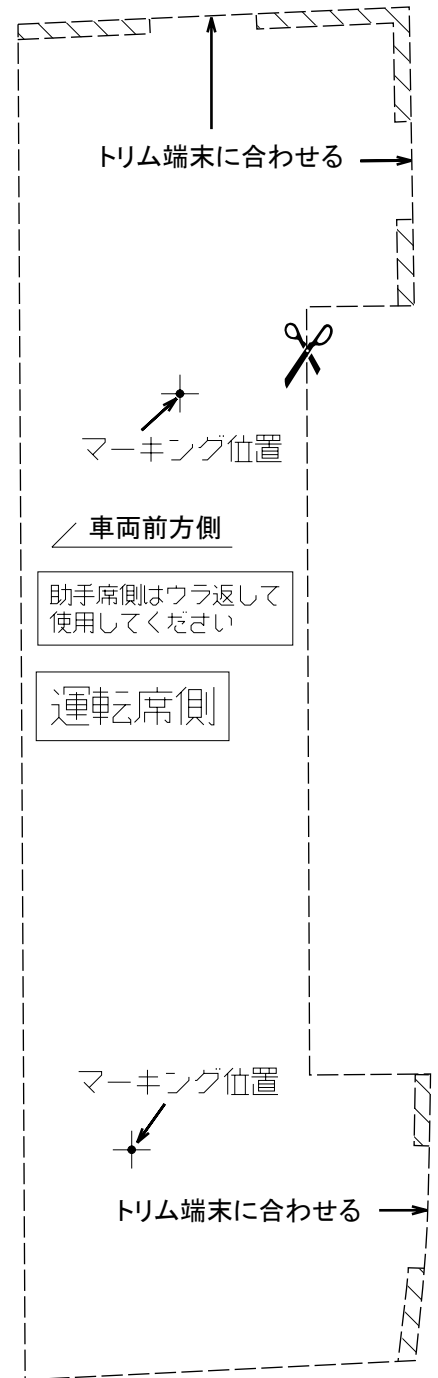 トリム端末に合わせる
マーキング位置
車両前方側
助手席側はウラ返して
使用してください
運転席側
マーキング位置
トリム端末に合わせる